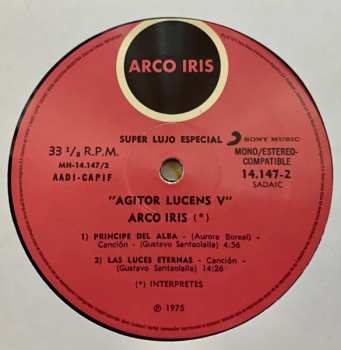 ARCO IRIS
SUPER LUJO ESPECIAL
SONY MUSIC
33 ⅓ R.P.M.
MONO/ESTEREO-
COMPATIBLE
MH-14.147/2
14.147-2
AADI-CAPIF
SADAIC
"AGITOR LUCENS V"
ARCO IRIS (*)
1) PRINCIPE DEL ALBA - (Aurora Boreal) -
Canción - (Gustavo Santaolalla) 4:56
2) LAS LUCES ETERNAS - Canción -
(Gustavo Santaolalla) 14:26
(*) INTERPRETES
Ⓟ 1975